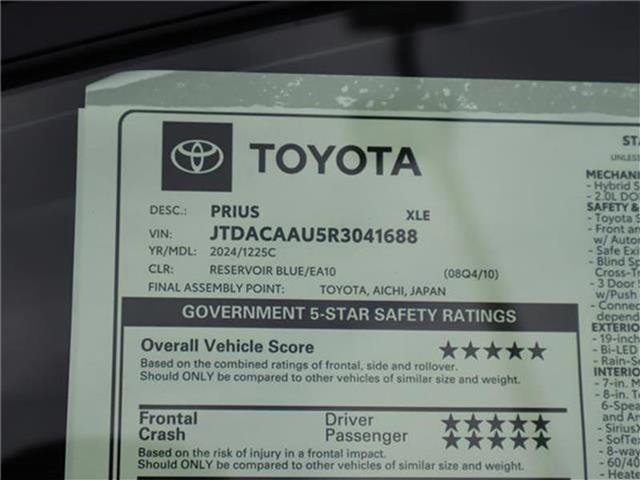 TOYOTA
DESC.: PRIUS XLE
VIN: JTDACAAU5R3041688
YR/MDL: 2024/1225C
CLR: RESERVOIR BLUE/EA10 (08Q4/10)
FINAL ASSEMBLY POINT: TOYOTA, AICHI, JAPAN
GOVERNMENT 5-STAR SAFETY RATINGS
Overall Vehicle Score ★★★★★
Based on the combined ratings of frontal, side and rollover.
Should ONLY be compared to other vehicles of similar size and weight.
Frontal Driver ★★★★★
Crash Passenger ★★★★★
Based on the risk of injury in a frontal impact.
Should ONLY be compared to other vehicles of similar size and weight.
STA
UNLES
MECHANI
- Hybrid S
- 2.0L DO
SAFETY &
- Toyota S
- Front an
w/ Autom
- Safe Exi
- Blind Sp
Cross-T
- 3 Door
w/Push
- Connec
depend
EXTERIO
- 19-inch
- Bi-LED
- Rain-Se
INTERIO
- 7-in. M
- 8-in. To
6-Spea
and Am
- SiriusX
- SofTex
- 8-way
- 60/40
- Heate